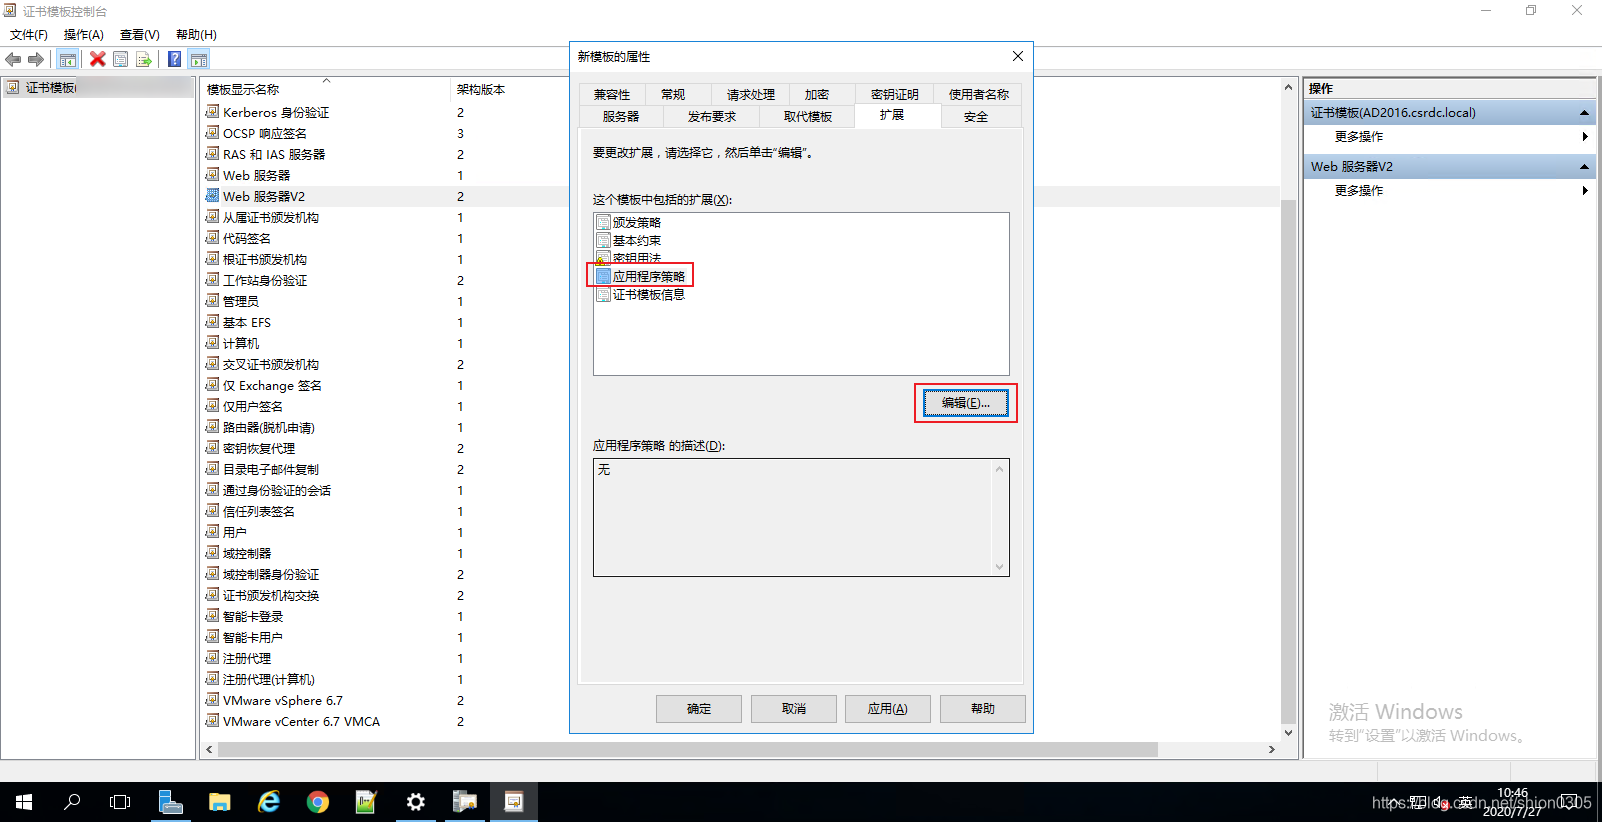 证书模板控制台
文件(F) 操作(A) 查看(V) 帮助(H)
证书模板(
模板显示名称 架构版本
Kerberos 身份验证 2
OCSP 响应签名 3
RAS 和 IAS 服务器 2
Web 服务器 1
Web 服务器V2 2
从属证书颁发机构 1
代码签名 1
根证书颁发机构 1
工作站身份验证 2
管理员 1
基本 EFS 1
计算机 1
交叉证书颁发机构 2
仅 Exchange 签名 1
仅用户签名 1
路由器(脱机申请) 1
密钥恢复代理 2
目录电子邮件复制 2
通过身份验证的会话 1
信任列表签名 1
用户 1
域控制器 1
域控制器身份验证 2
证书颁发机构交换 2
智能卡登录 1
智能卡用户 1
注册代理 1
注册代理(计算机) 1
VMware vSphere 6.7 2
VMware vCenter 6.7 VMCA 2
新模板的属性
兼容性 常规 请求处理 加密 密钥证明 使用者名称
服务器 发布要求 取代模板 扩展 安全
要更改扩展，请选择它，然后单击“编辑”。
这个模板中包括的扩展(X):
颁发策略
基本约束
密钥用法
应用程序策略
证书模板信息
编辑(E)...
应用程序策略 的描述(D):
无
确定 取消 应用(A) 帮助
操作
证书模板(AD2016.csrdc.local)
更多操作
Web 服务器V2
更多操作
激活 Windows
转到“设置”以激活 Windows。
英
10:46
2020/7/27
https://blog.csdn.net/shion0305